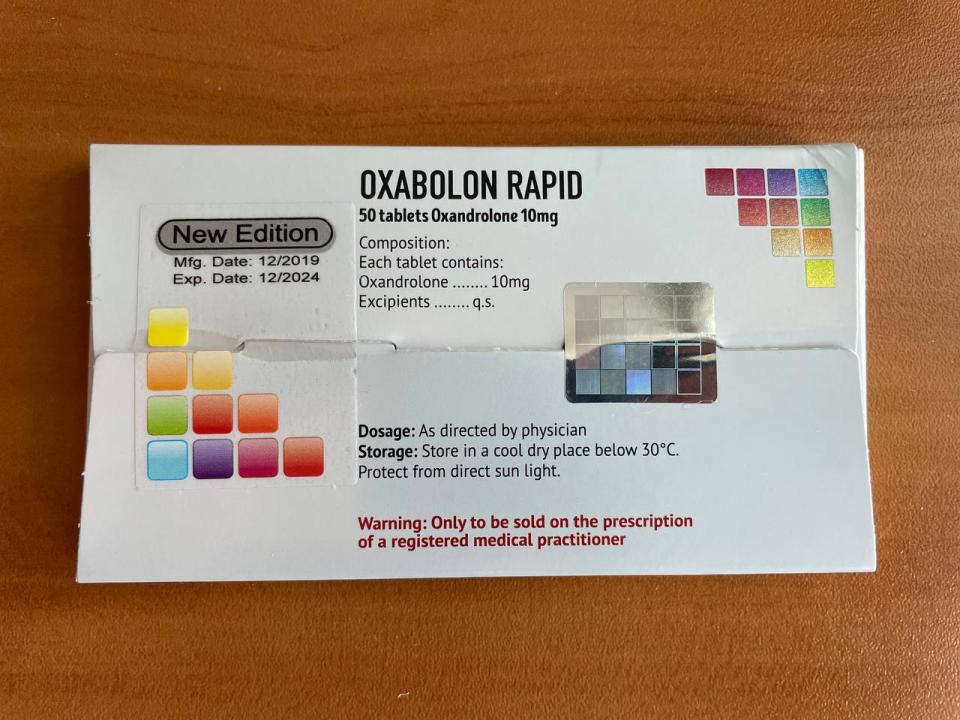 OXABOLON RAPID
50 tablets Oxandrolone 10mg
Composition:
Each tablet contains:
Oxandrolone ........ 10mg
Excipients ........ q.s.
New Edition
Mfg. Date: 12/2019
Exp. Date: 12/2024
Dosage: As directed by physician
Storage: Store in a cool dry place below 30°C.
Protect from direct sun light.
Warning: Only to be sold on the prescription
of a registered medical practitioner